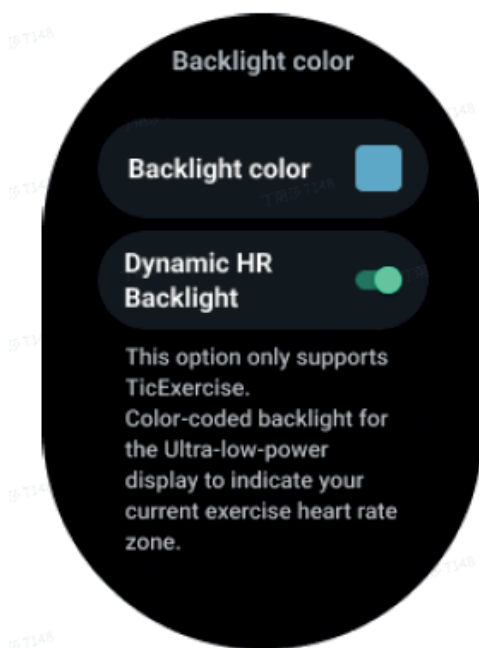 Backlight color
Backlight color
Dynamic HR
Backlight
This option only supports
TicExercise.
Color-coded backlight for
the Ultra-low-power
display to indicate your
current exercise heart rate
zone.